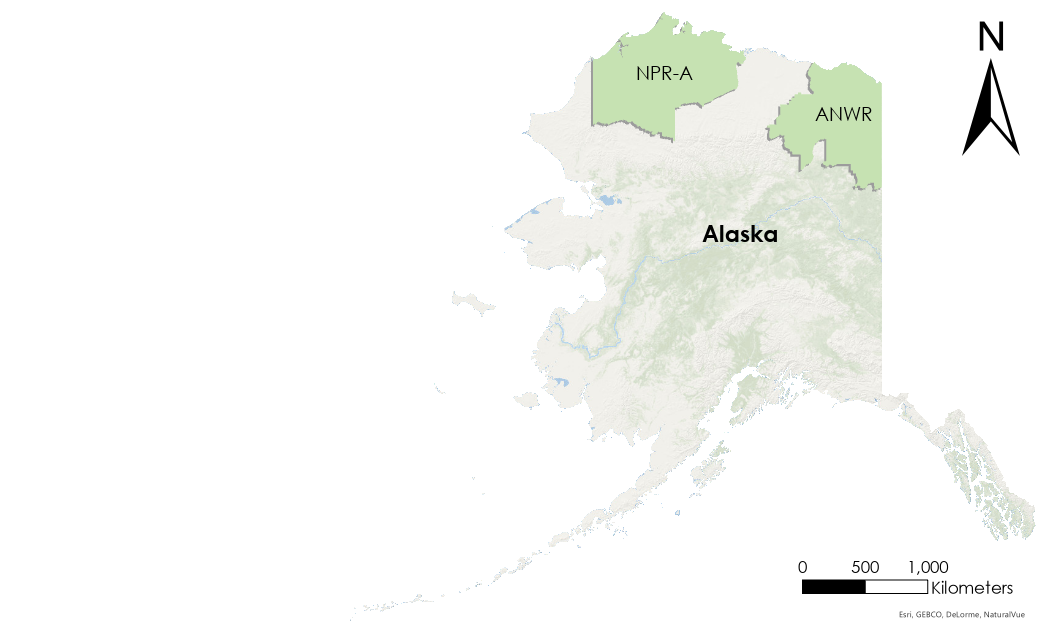 N
NPR-A
ANWR
Alaska
0 500 1,000
Kilometers
Esri, GEBCO, DeLorme, NaturalVue